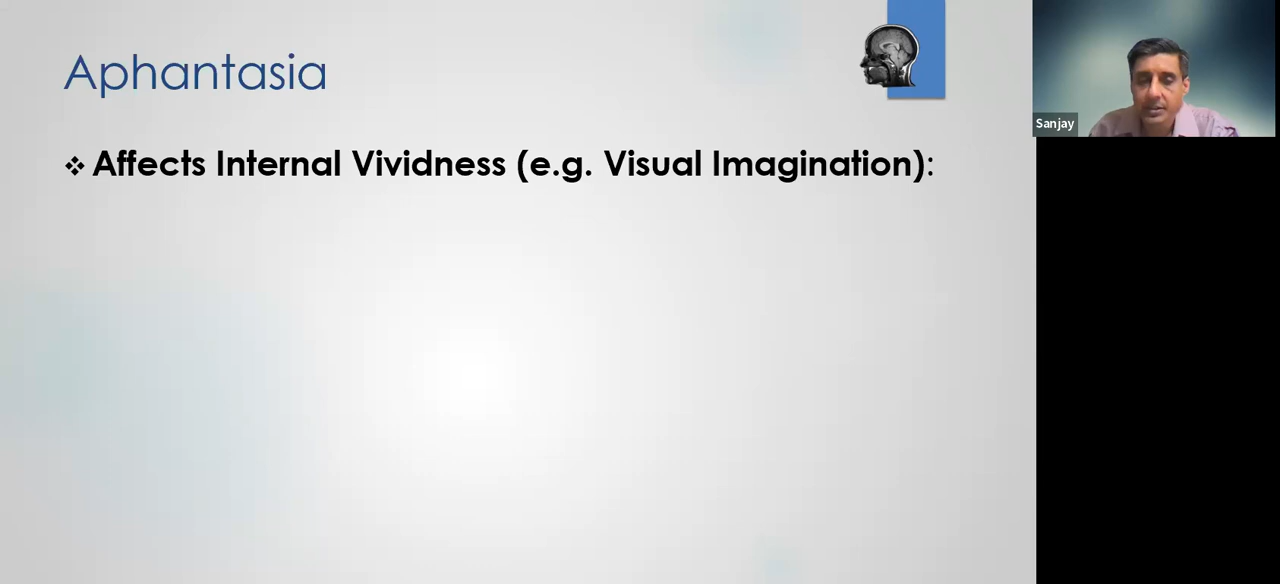 Aphantasia
❖ Affects Internal Vividness (e.g. Visual Imagination):
Sanjay